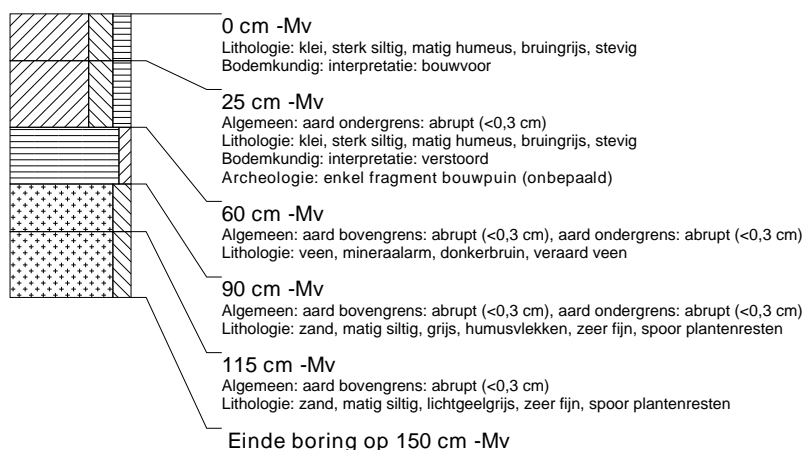 0 cm -Mv
Lithologie: klei, sterk siltig, matig humeus, bruingrijs, stevig
Bodemkundig: interpretatie: bouwvoor
25 cm -Mv
Algemeen: aard ondergrens: abrupt (<0,3 cm)
Lithologie: klei, sterk siltig, matig humeus, bruingrijs, stevig
Bodemkundig: interpretatie: verstoord
Archeologie: enkel fragment bouwpuin (onbepaald)
60 cm -Mv
Algemeen: aard bovengrens: abrupt (<0,3 cm), aard ondergrens: abrupt (<0,3 cm)
Lithologie: veen, mineraalarm, donkerbruin, veraard veen
90 cm -Mv
Algemeen: aard bovengrens: abrupt (<0,3 cm), aard ondergrens: abrupt (<0,3 cm)
Lithologie: zand, matig siltig, grijs, humusvlekken, zeer fijn, spoor plantenresten
115 cm -Mv
Algemeen: aard bovengrens: abrupt (<0,3 cm)
Lithologie: zand, matig siltig, lichtgeelgrijs, zeer fijn, spoor plantenresten
Einde boring op 150 cm -Mv